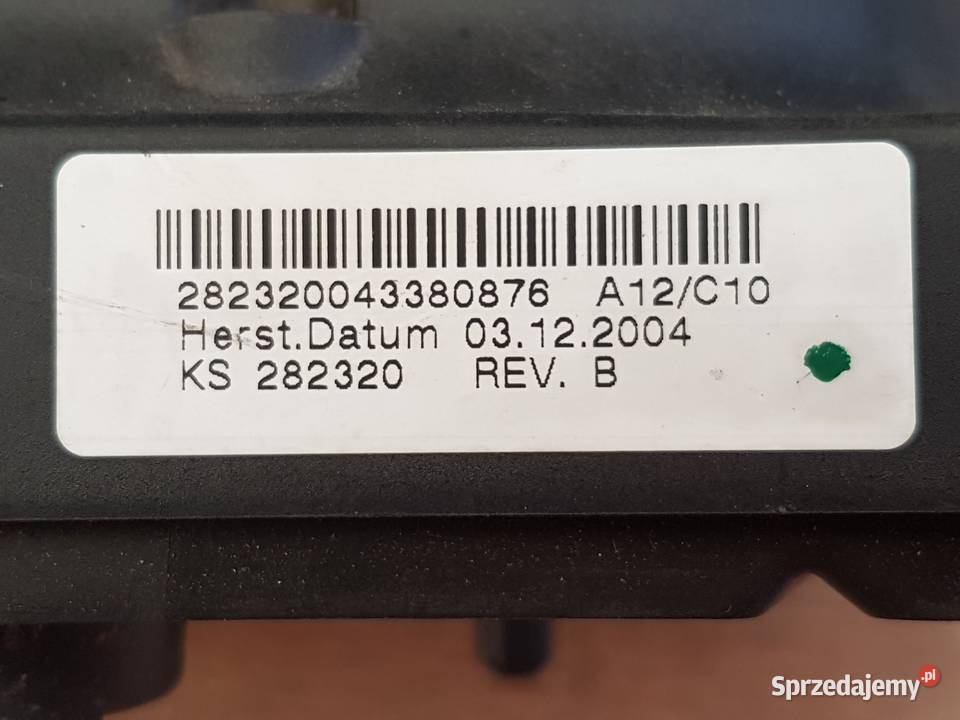 282320043380876 A12/C10
Herst.Datum 03.12.2004
KS 282320 REV. B
Sprzedajemy.pl